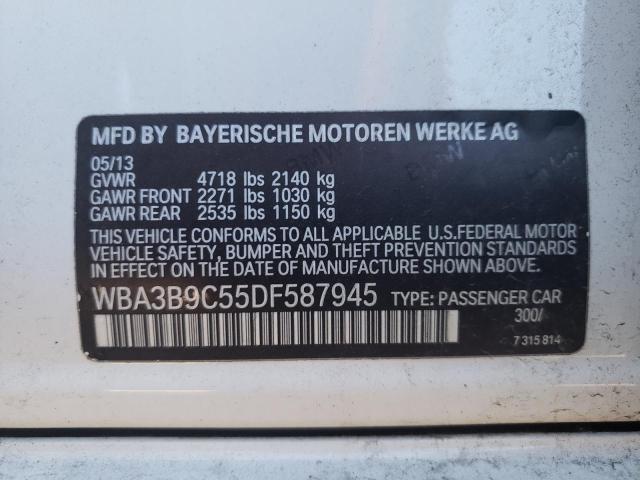 MFD BY BAYERISCHE MOTOREN WERKE AG
05/13
GVWR 4718 lbs 2140 kg
GAWR FRONT 2271 lbs 1030 kg
GAWR REAR 2535 lbs 1150 kg
THIS VEHICLE CONFORMS TO ALL APPLICABLE U.S.FEDERAL MOTOR
VEHICLE SAFETY, BUMPER AND THEFT PREVENTION STANDARDS
IN EFFECT ON THE DATE OF MANUFACTURE SHOWN ABOVE.
WBA3B9C55DF587945 TYPE: PASSENGER CAR
300/
7 315 814